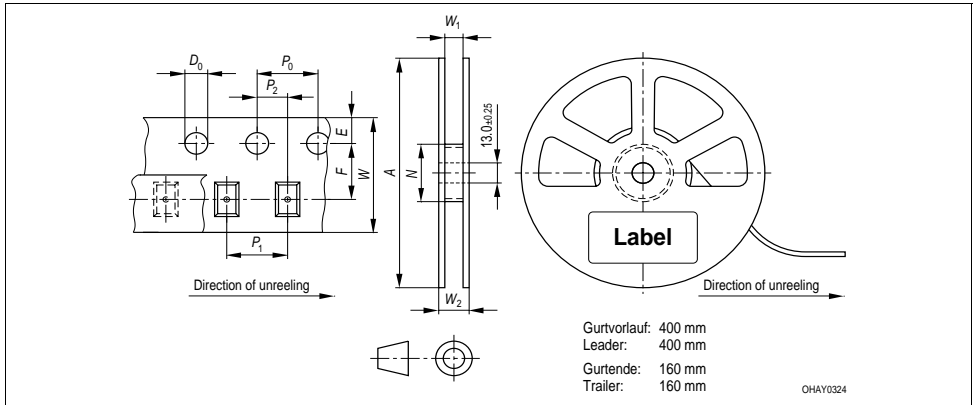 W1
D0
P0
P2
13.0±0.25
E
F
W
A
N
Label
P1
Direction of unreeling
W2
Direction of unreeling
Gurtvorlauf: 400 mm
Leader: 400 mm
Gurtende: 160 mm
Trailer: 160 mm
OHAY0324